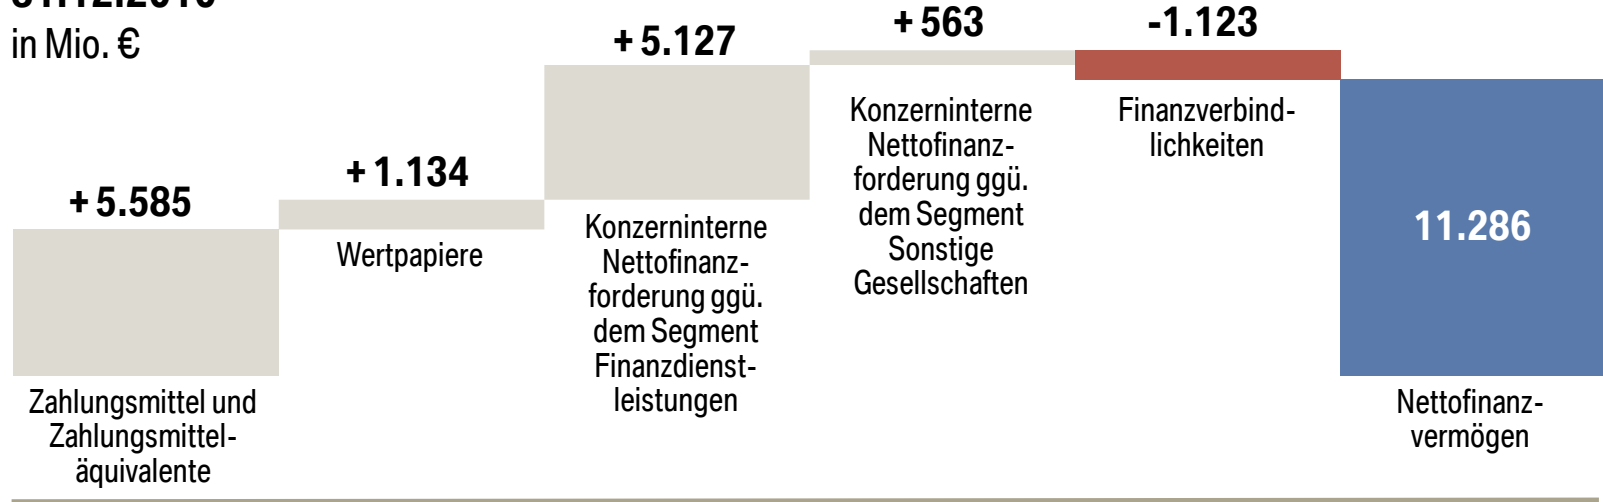 in Mio. €
+ 5.585
Zahlungsmittel und
Zahlungsmittel-
äquivalente
+ 1.134
Wertpapiere
+ 5.127
Konzerninterne
Nettofinanz-
forderung ggü.
dem Segment
Finanzdienst-
leistungen
+ 563
Konzerninterne
Nettofinanz-
forderung ggü.
dem Segment
Sonstige
Gesellschaften
-1.123
Finanzverbind-
lichkeiten
11.286
Nettofinanz-
vermögen